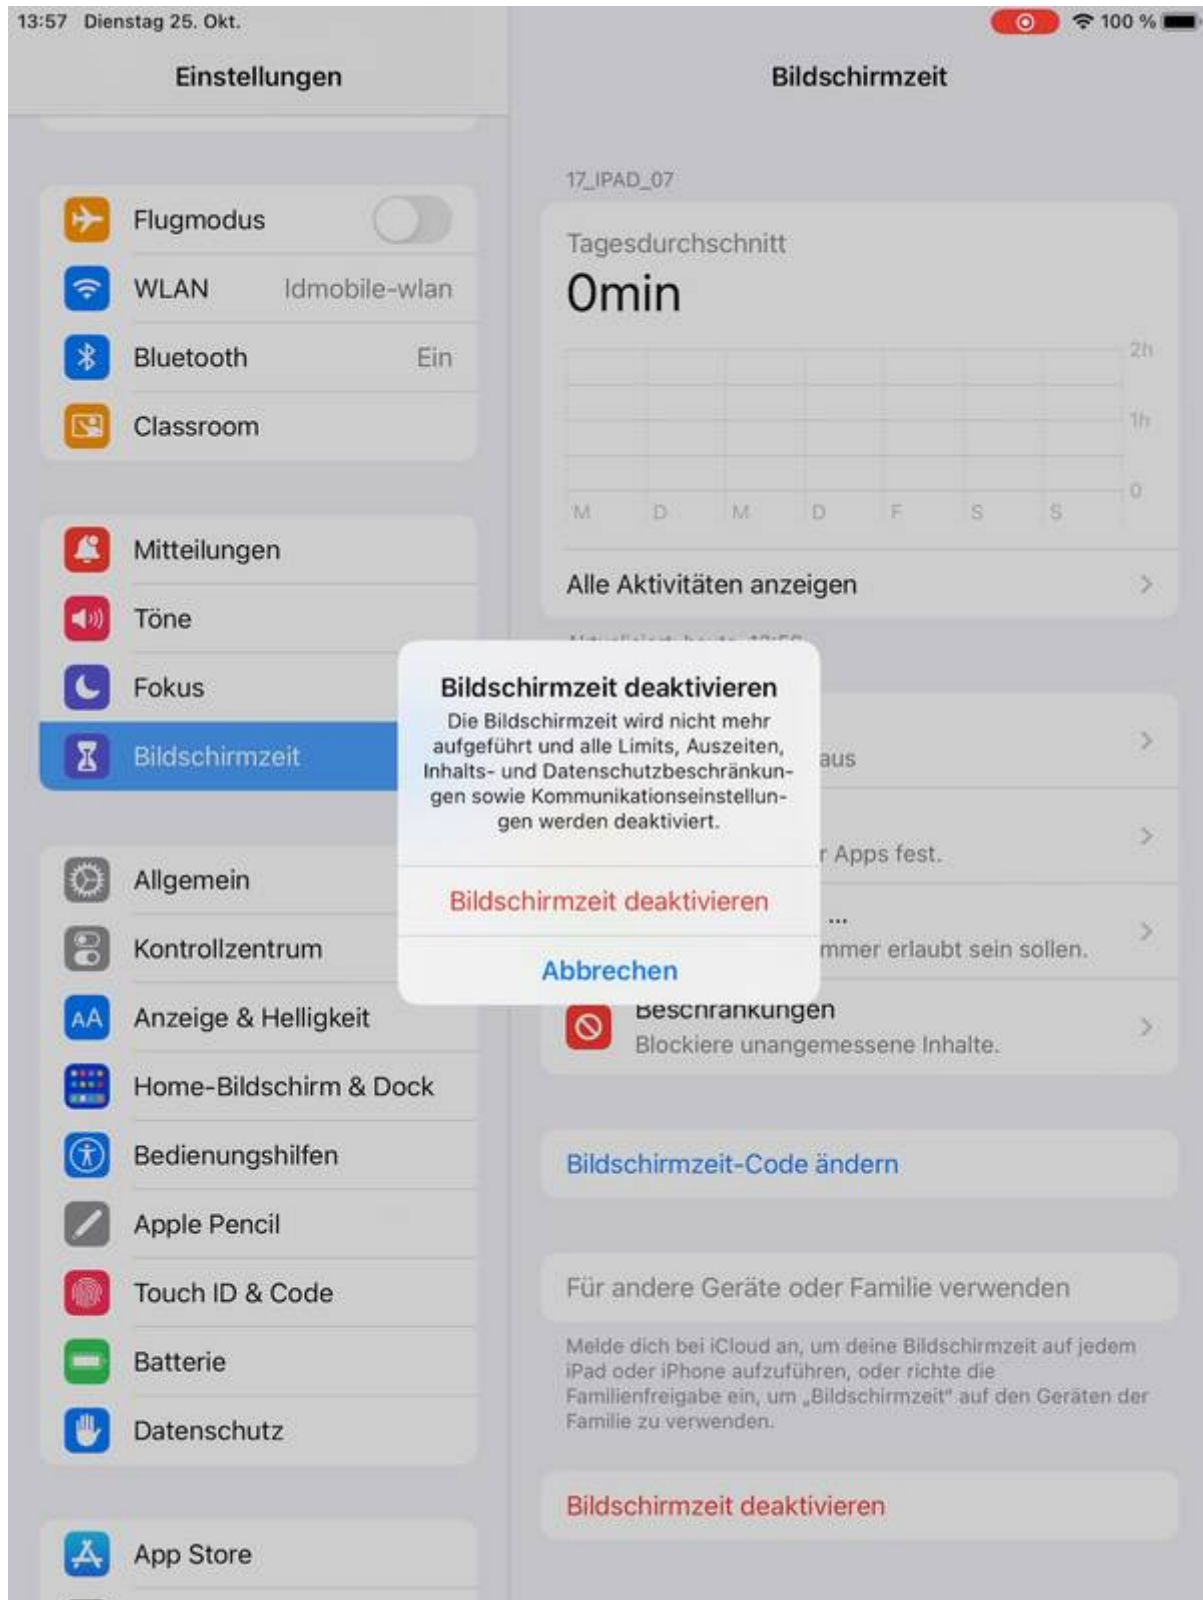 13:57 Dienstag 25. Okt.
100 %
Einstellungen
Flugmodus
WLAN ldmobile-wlan
Bluetooth Ein
Classroom
Mitteilungen
Töne
Fokus
Bildschirmzeit
Allgemein
Kontrollzentrum
AA Anzeige & Helligkeit
Home-Bildschirm & Dock
Bedienungshilfen
Apple Pencil
Touch ID & Code
Batterie
Datenschutz
App Store
Bildschirmzeit
17_IPAD_07
Tagesdurchschnitt
0min
2h
1h
0
M D M D F S S
Alle Aktivitäten anzeigen
Bildschirmzeit deaktivieren
Die Bildschirmzeit wird nicht mehr
aufgeführt und alle Limits, Auszeiten,
Inhalts- und Datenschutzbeschränkun-
gen sowie Kommunikationseinstellun-
gen werden deaktiviert.
Bildschirmzeit deaktivieren
Abbrechen
aus
Apps fest.
...
erlaubt sein sollen.
Beschränkungen
Blockiere unangemessene Inhalte.
Bildschirmzeit-Code ändern
Für andere Geräte oder Familie verwenden
Melde dich bei iCloud an, um deine Bildschirmzeit auf jedem
iPad oder iPhone aufzuführen, oder richte die
Familienfreigabe ein, um „Bildschirmzeit“ auf den Geräten der
Familie zu verwenden.
Bildschirmzeit deaktivieren